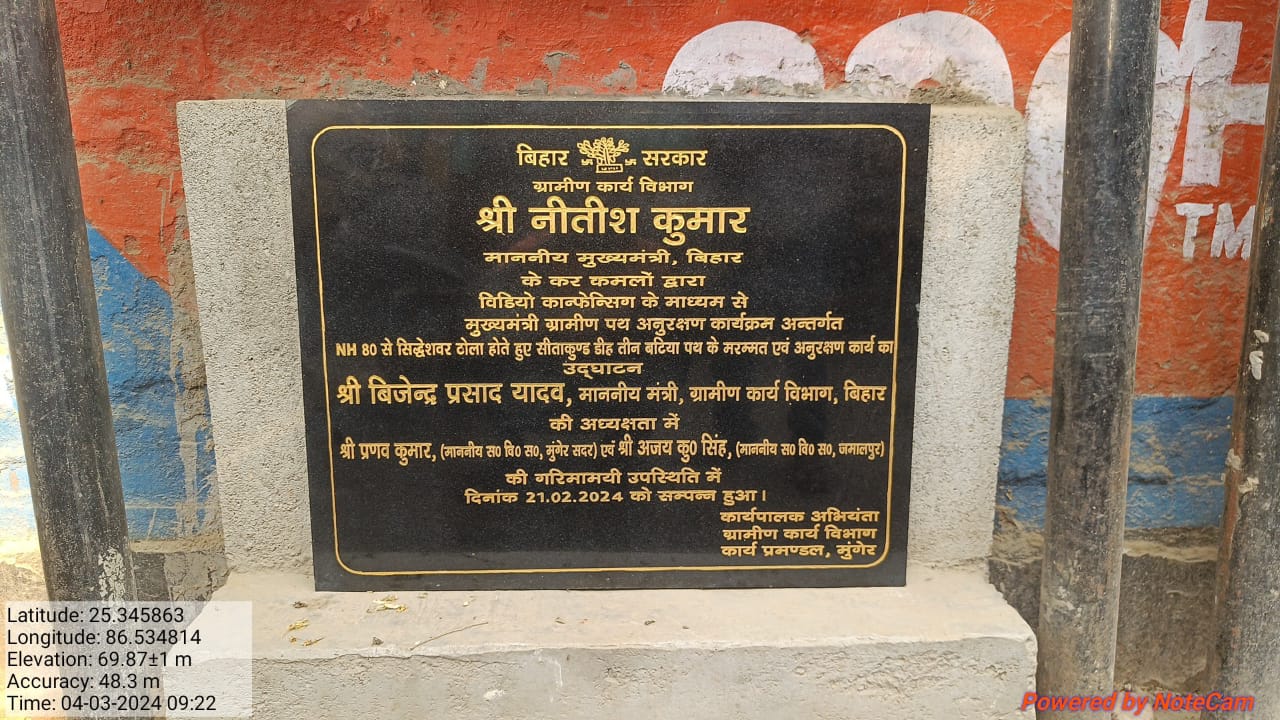 बिहार सरकार
ग्रामीण कार्य विभाग
श्री नीतीश कुमार
माननीय मुख्यमंत्री, बिहार
के कर कमलों द्वारा
विडियो कान्फेन्सिग के माध्यम से
मुख्यमंत्री ग्रामीण पथ अनुरक्षण कार्यक्रम अन्तर्गत
NH 80 से सिद्धेशवर टोला होते हुए सीताकुण्ड डीह तीन बटिया पथ के मरम्मत एवं अनुरक्षण कार्य का
उद्घाटन
श्री बिजेन्द्र प्रसाद यादव, माननीय मंत्री, ग्रामीण कार्य विभाग, बिहार
की अध्यक्षता में
श्री प्रणव कुमार, (माननीय स० वि० स०, मुंगेर सदर) एवं श्री अजय कु० सिंह, (माननीय स० वि० स०, जमालपुर)
की गरिमामयी उपस्थिति में
दिनांक 21.02.2024 को सम्पन्न हुआ।
कार्यपालक अभियंता
ग्रामीण कार्य विभाग
कार्य प्रमण्डल, मुंगेर
TM
Latitude: 25.345863
Longitude: 86.534814
Elevation: 69.87±1 m
Accuracy: 48.3 m
Time: 04-03-2024 09:22
Powered by NoteCam